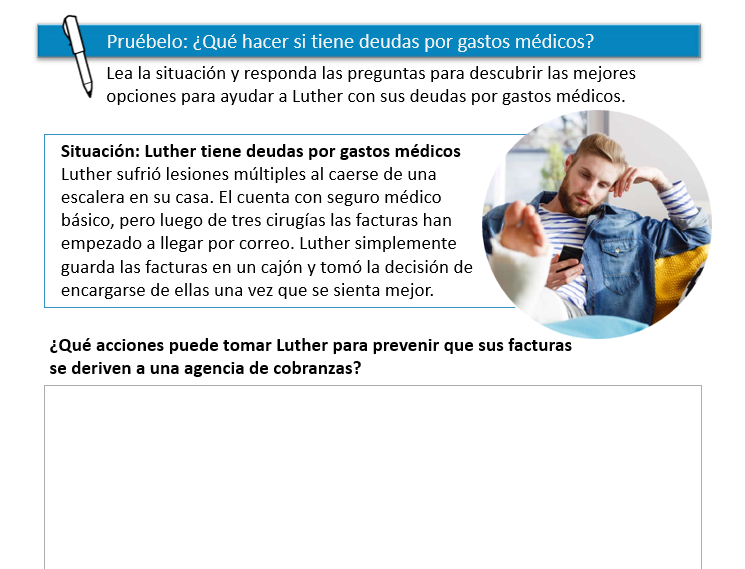 Pruébelo: ¿Qué hacer si tiene deudas por gastos médicos?
Lea la situación y responda las preguntas para descubrir las mejores
opciones para ayudar a Luther con sus deudas por gastos médicos.
Situación: Luther tiene deudas por gastos médicos
Luther sufrió lesiones múltiples al caerse de una
escalera en su casa. El cuenta con seguro médico
básico, pero luego de tres cirugías las facturas han
empezado a llegar por correo. Luther simplemente
guarda las facturas en un cajón y tomó la decisión de
encargarse de ellas una vez que se sienta mejor.
¿Qué acciones puede tomar Luther para prevenir que sus facturas
se deriven a una agencia de cobranzas?